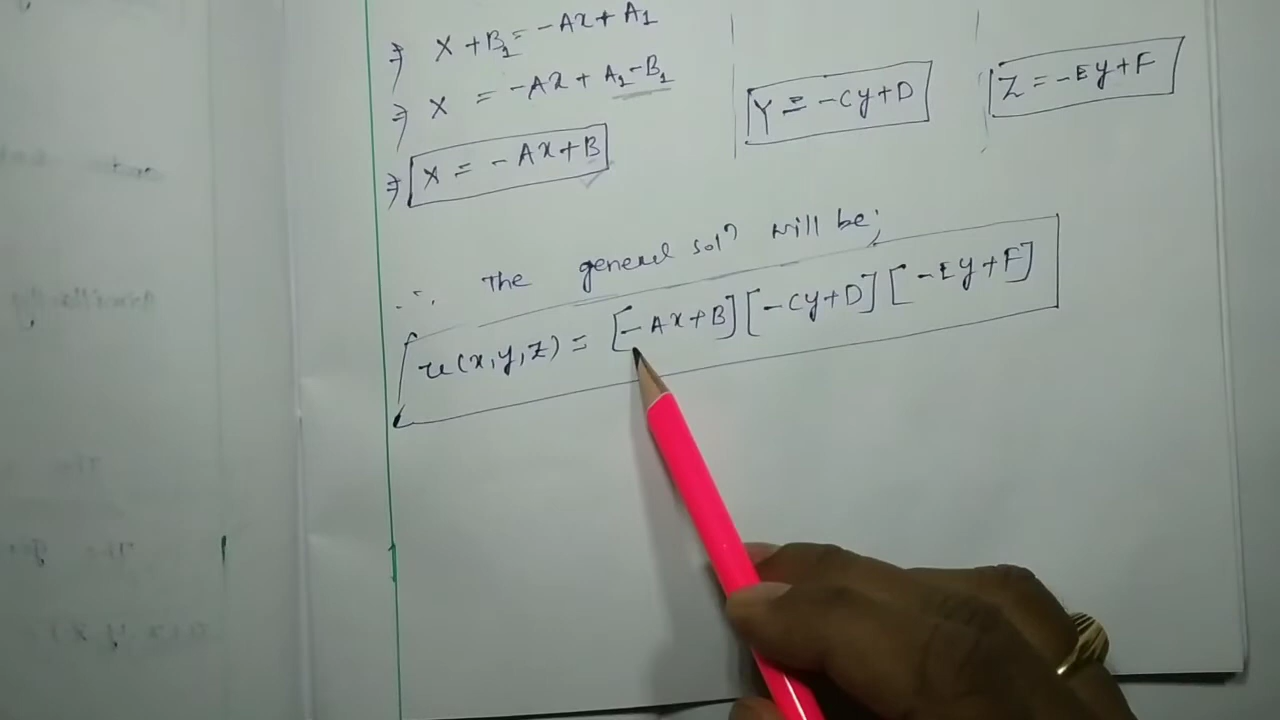 ⇒ X + B₁ = -Ax + A₁
⇒ X = -Ax + A₁ - B₁
⇒ X = -Ax + B
Y = -Cy + D
Z = -Ey + F
∴ The general solⁿ will be;
u(x, y, z) = [-Ax + B] [-Cy + D] [-Ey + F]